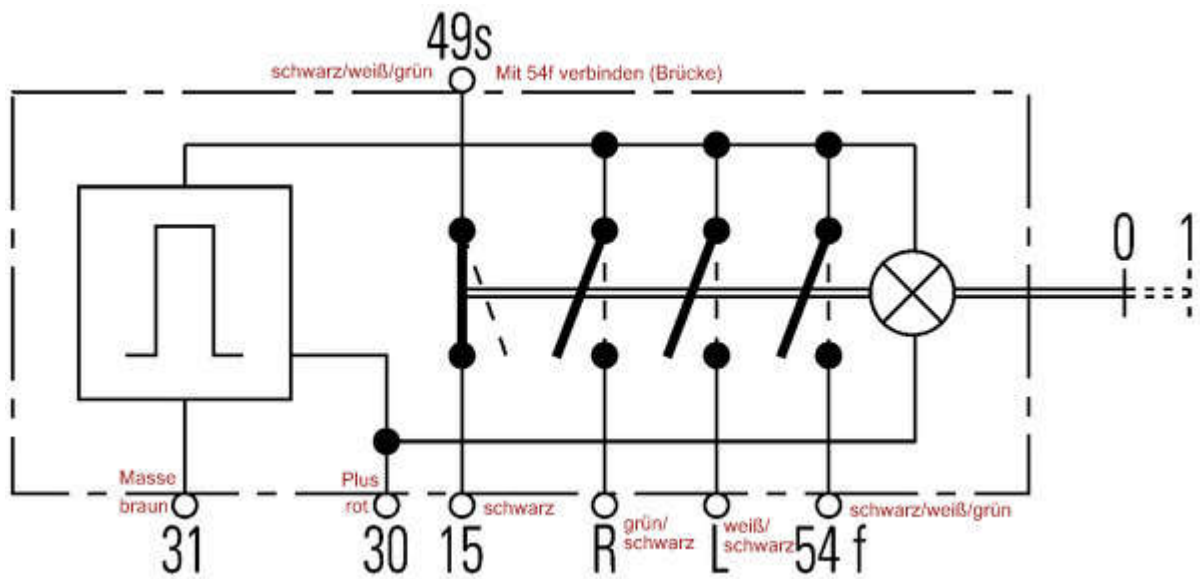 49s
schwarz/weiß/grün
Mit 54f verbinden (Brücke)
0
1
Masse
braun
Plus
rot
schwarz
grün/
schwarz
weiß/
schwarz
schwarz/weiß/grün
31
30
15
R
L
54 f